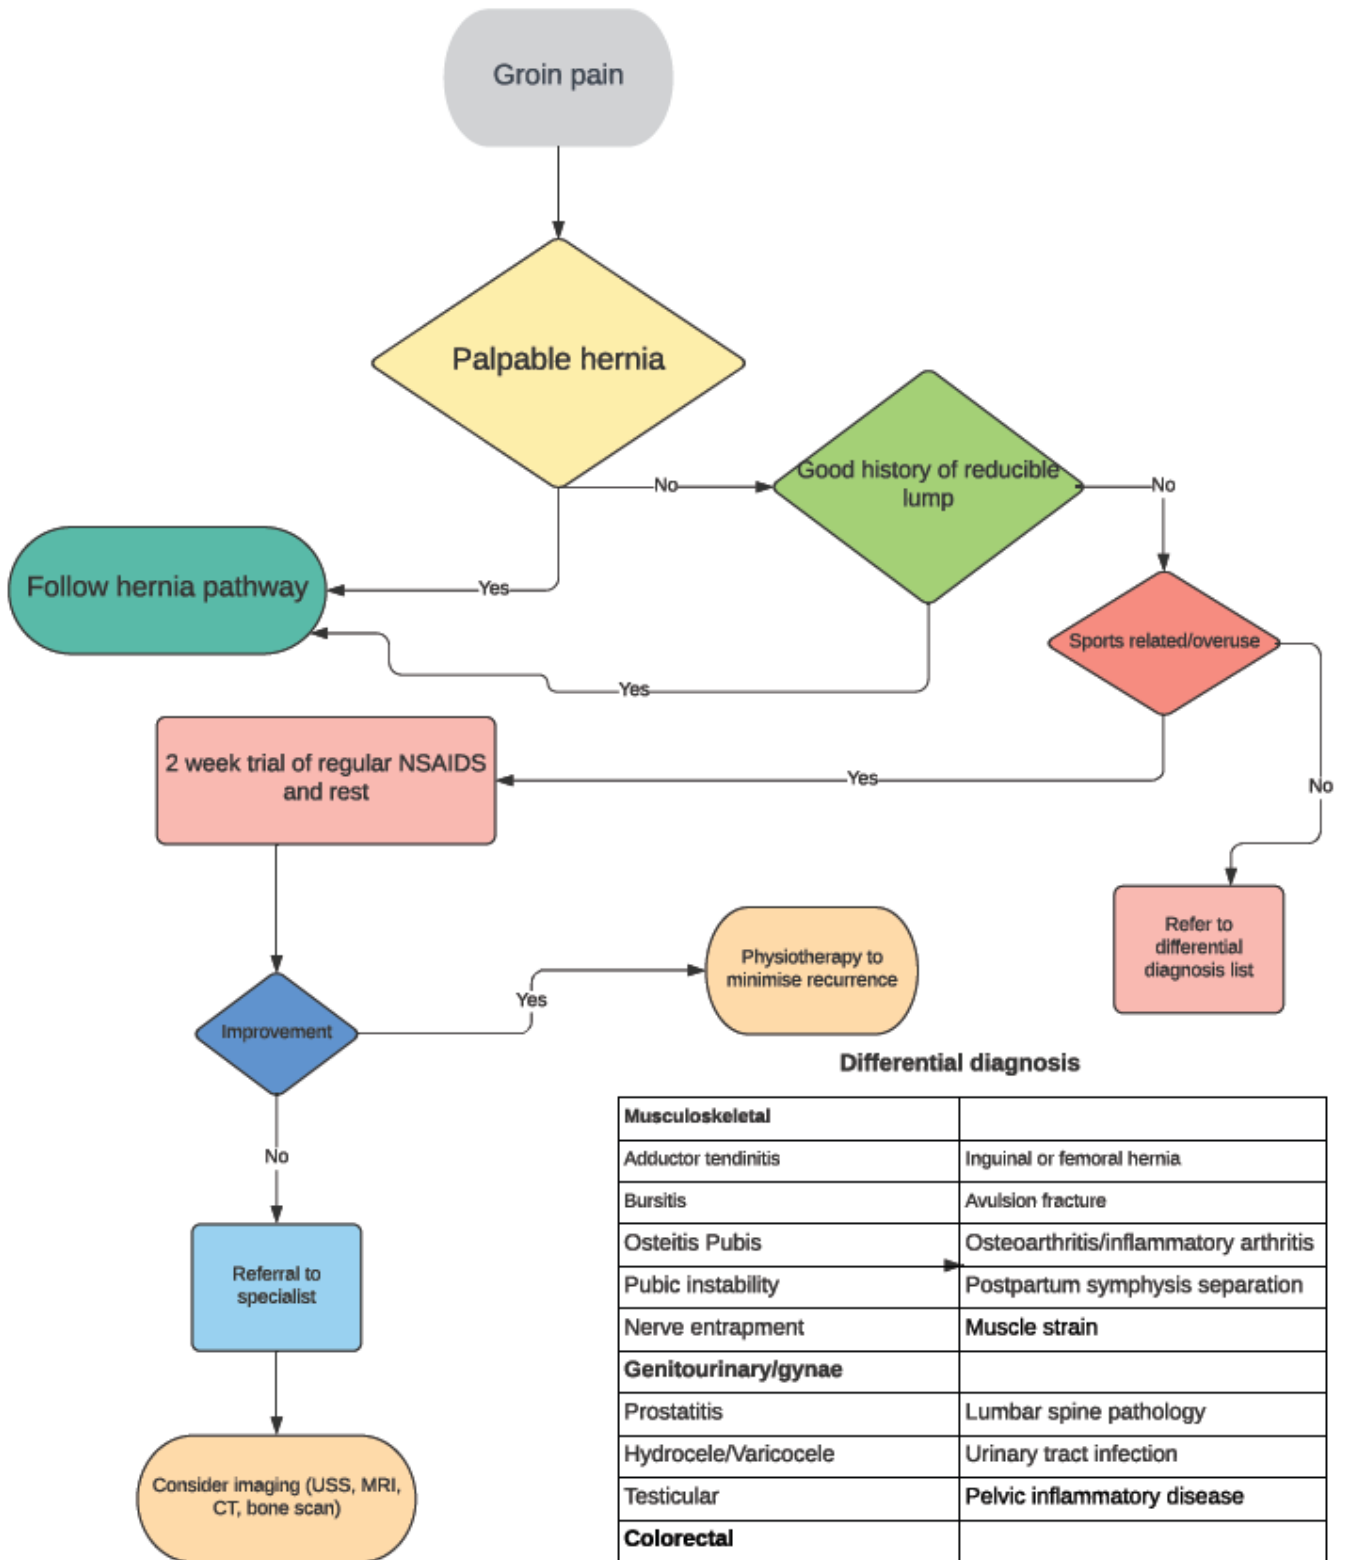 Groin pain
Palpable hernia
Good history of reducible
lump
No
No
Follow hernia pathway
Yes
Sports related/overuse
Yes
2 week trial of regular NSAIDS
and rest
Yes
No
Refer to
differential
diagnosis list
Physiotherapy to
minimise recurrence
Yes
Improvement
No
Referral to
specialist
Consider imaging (USS, MRI,
CT, bone scan)
Differential diagnosis
Musculoskeletal
Adductor tendinitis Inguinal or femoral hernia
Bursitis Avulsion fracture
Osteitis Pubis Osteoarthritis/inflammatory arthritis
Pubic instability Postpartum symphysis separation
Nerve entrapment Muscle strain
Genitourinary/gynae
Prostatitis Lumbar spine pathology
Hydrocele/Varicocele Urinary tract infection
Testicular Pelvic inflammatory disease
Colorectal